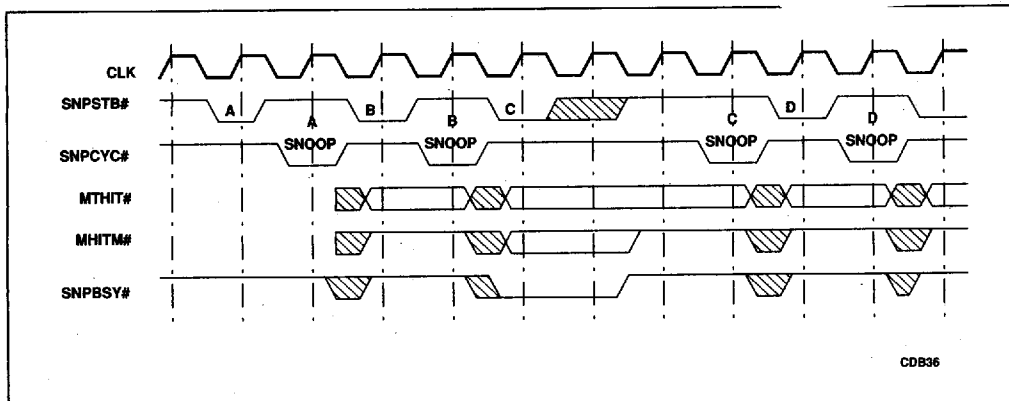 CLK
SNPSTB# A B C D
A B C D
SNPCYC# SNOOP SNOOP SNOOP SNOOP
MTHIT#
MHITM#
SNPBSY#
CDB36